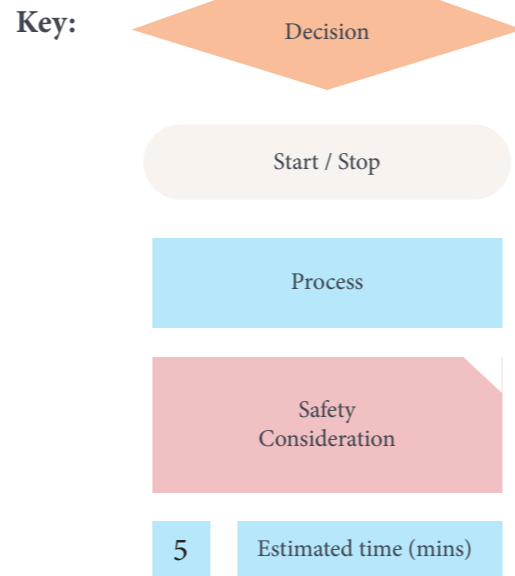 Key:
Decision
Start / Stop
Process
Safety
Consideration
5 Estimated time (mins)